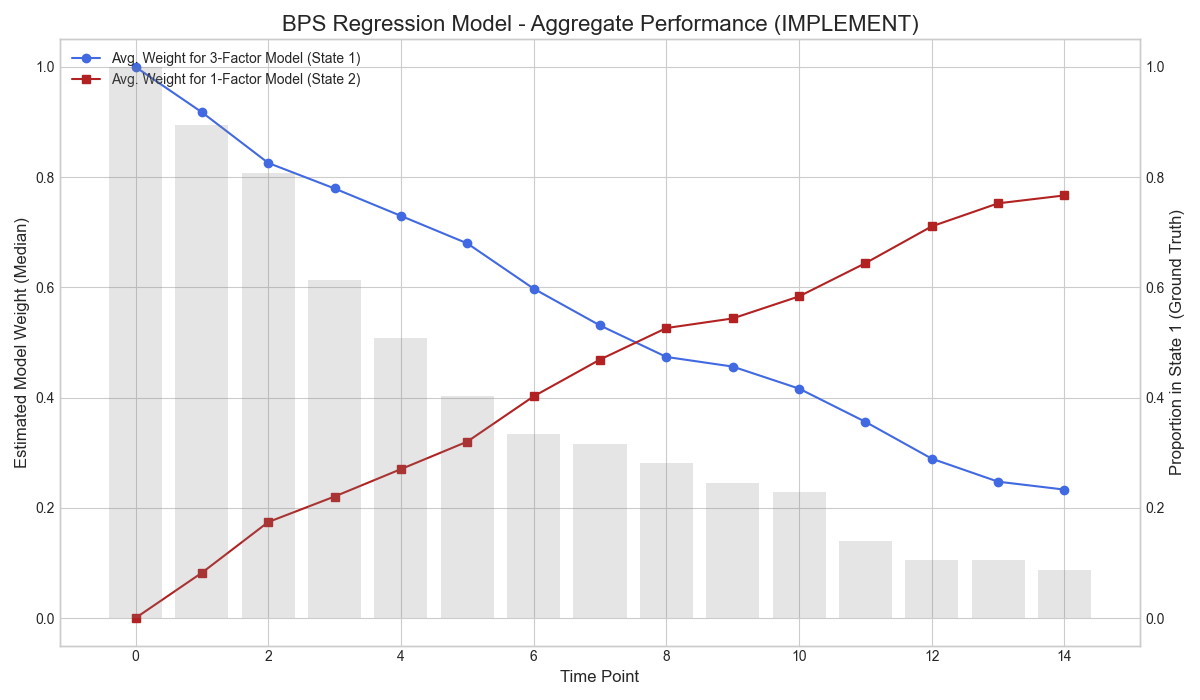 BPS Regression Model - Aggregate Performance (IMPLEMENT)
Avg. Weight for 3-Factor Model (State 1)
Avg. Weight for 1-Factor Model (State 2)
Estimated Model Weight (Median)
1.0
0.8
0.6
0.4
0.2
0.0
0 2 4 6 8 10 12 14
Time Point
1.0
0.8
0.6
0.4
0.2
0.0
Proportion in State 1 (Ground Truth)